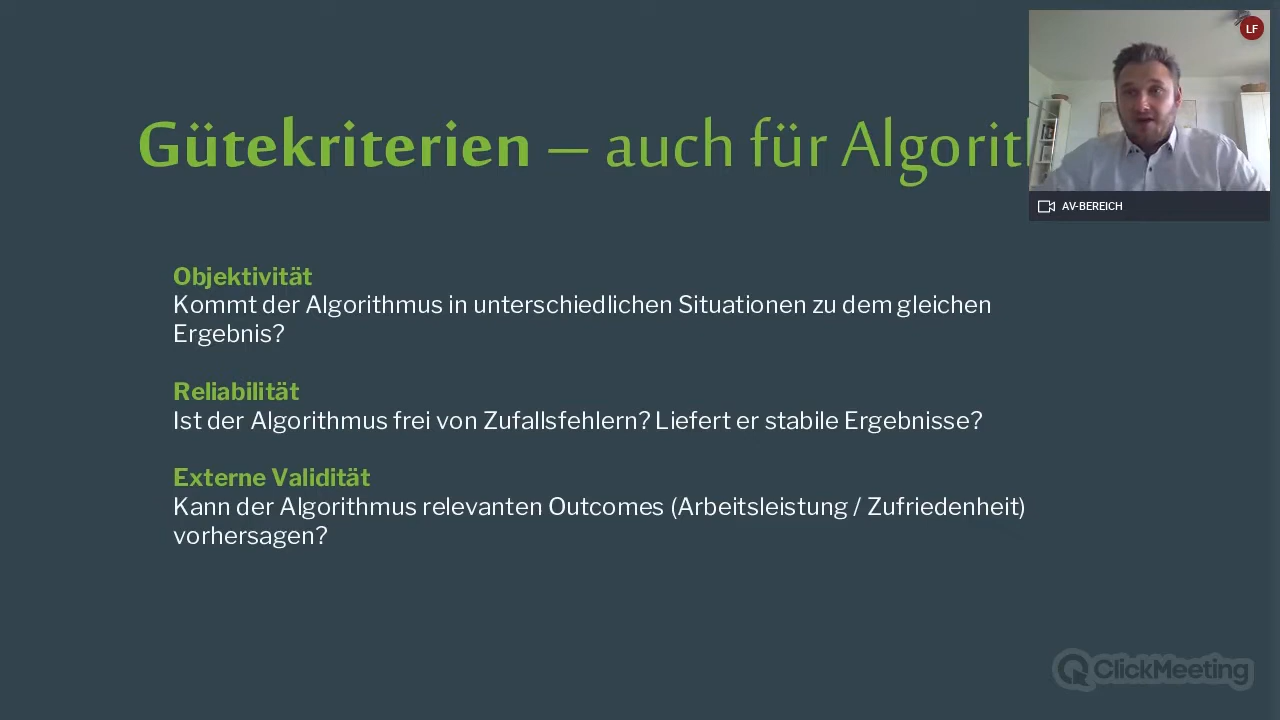 Gütekriterien – auch für Algorit
LF
AV-BEREICH
Objektivität
Kommt der Algorithmus in unterschiedlichen Situationen zu dem gleichen
Ergebnis?
Reliabilität
Ist der Algorithmus frei von Zufallsfehlern? Liefert er stabile Ergebnisse?
Externe Validität
Kann der Algorithmus relevanten Outcomes (Arbeitsleistung / Zufriedenheit)
vorhersagen?
ClickMeeting